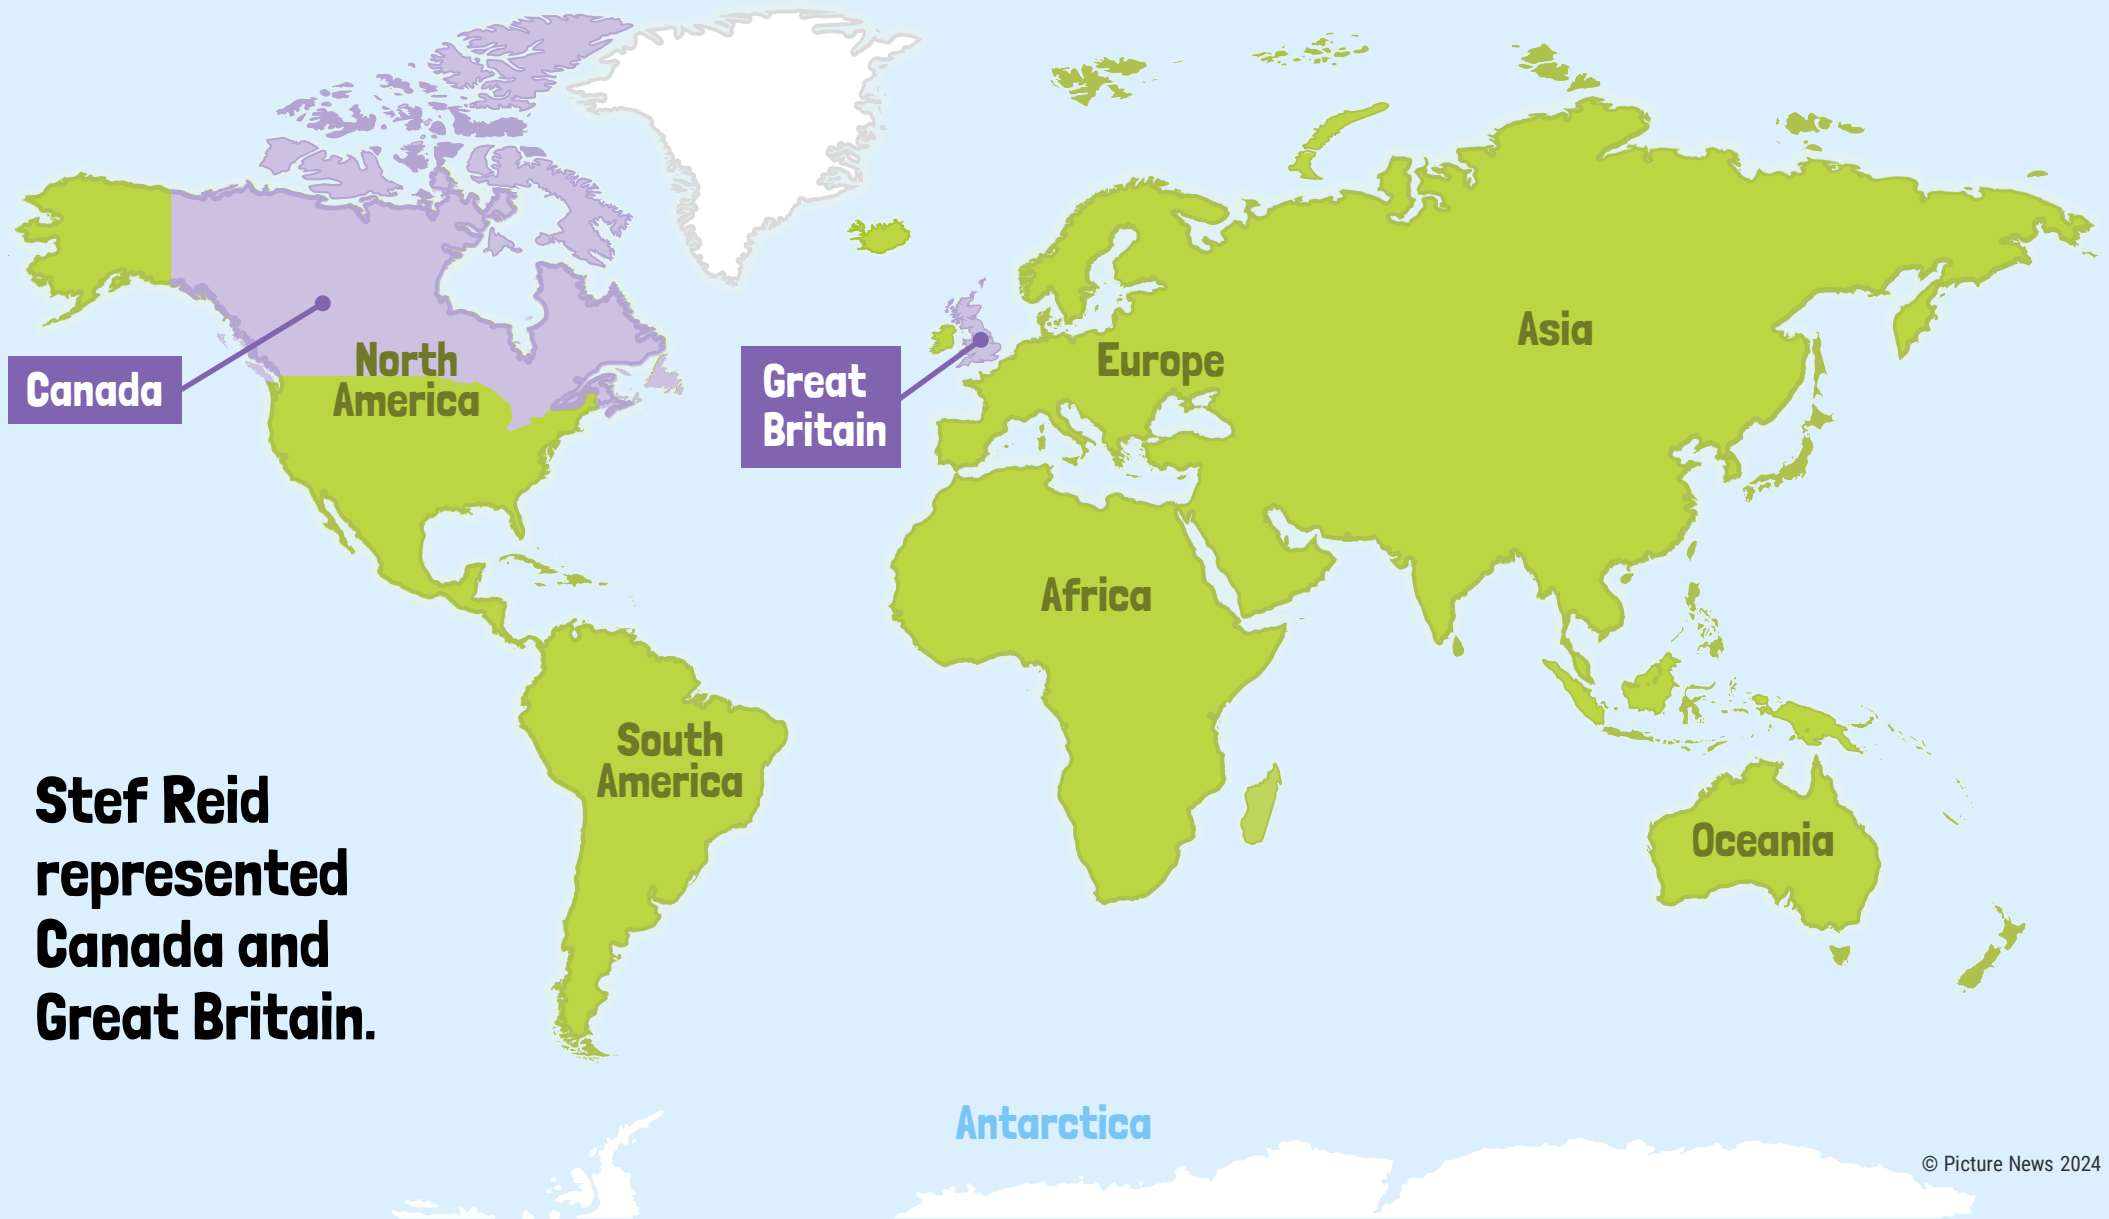 North
America
Canada
Great
Britain
Europe
Asia
Africa
South
America
Oceania
Stef Reid
represented
Canada and
Great Britain.
Antarctica
© Picture News 2024